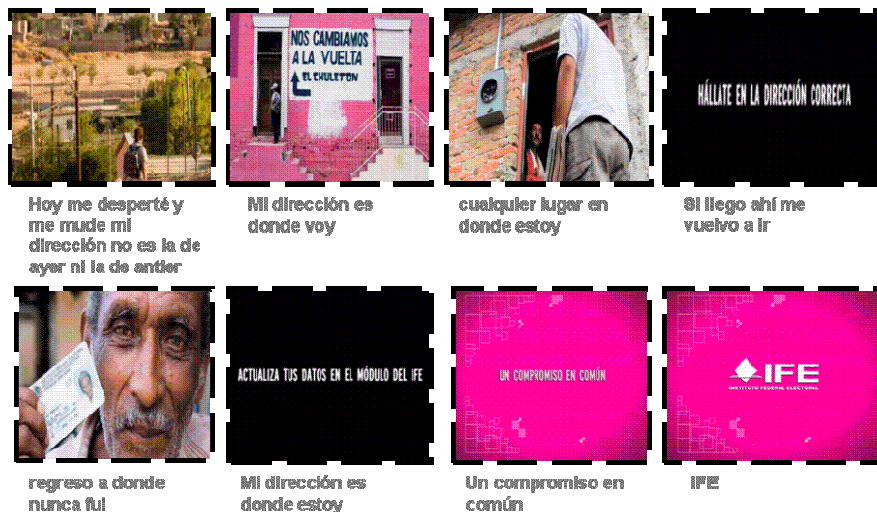 NOS CAMBIAMOS
A LA VUELTA
EL CHULETON
HÁLLATE EN LA DIRECCIÓN CORRECTA
Hoy me desperté y
me mude mi
dirección no es la de
ayer ni la de antier
Mi dirección es
donde voy
cualquier lugar en
donde estoy
Si llego ahí me
vuelvo a ir
ACTUALIZA TUS DATOS EN EL MÓDULO DEL IFE
UN COMPROMISO EN COMÚN
IFE
INSTITUTO FEDERAL ELECTORAL
regreso a donde
nunca fui
Mi dirección es
donde estoy
Un compromiso en
común
IFE